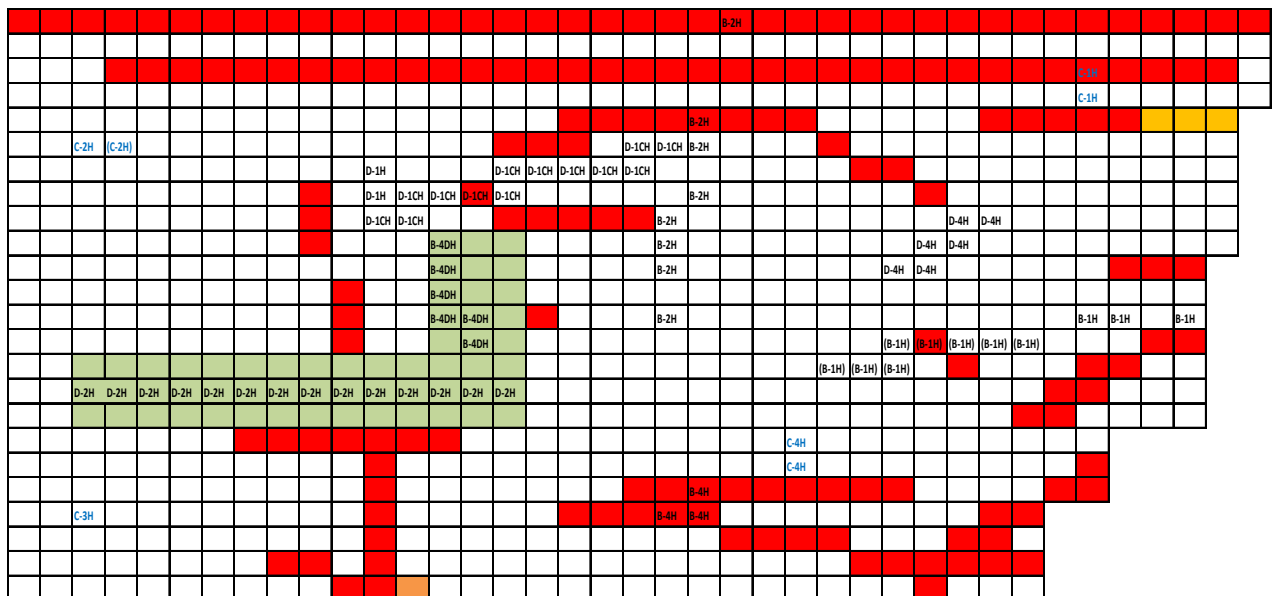 B-2H
C-1H
C-1H
B-2H
C-2H (C-2H) D-1CH D-1CH B-2H
D-1H D-1CH D-1CH D-1CH D-1CH D-1CH
D-1H D-1CH D-1CH D-1CH D-1CH B-2H
D-1CH D-1CH B-2H D-4H D-4H
B-4DH B-2H D-4H D-4H
B-4DH B-2H D-4H D-4H
B-4DH
B-4DH B-4DH B-2H B-1H B-1H B-1H
B-4DH (B-1H) (B-1H) (B-1H) (B-1H) (B-1H)
(B-1H) (B-1H) (B-1H)
D-2H D-2H D-2H D-2H D-2H D-2H D-2H D-2H D-2H D-2H D-2H D-2H D-2H D-2H
C-4H
C-4H
B-4H
C-3H B-4H B-4H